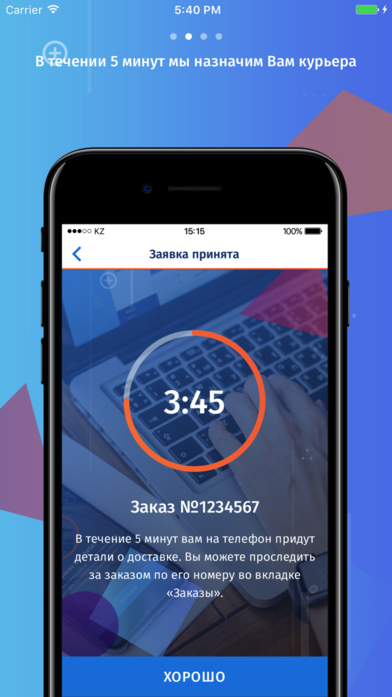 Carrier 5:40 PM
В течении 5 минут мы назначим Вам курьера
KZ 15:15 100%
Заявка принята
3:45
Заказ №1234567
В течение 5 минут вам на телефон придут
детали о доставке. Вы можете проследить
за заказом по его номеру во вкладке
«Заказы».
ХОРОШО